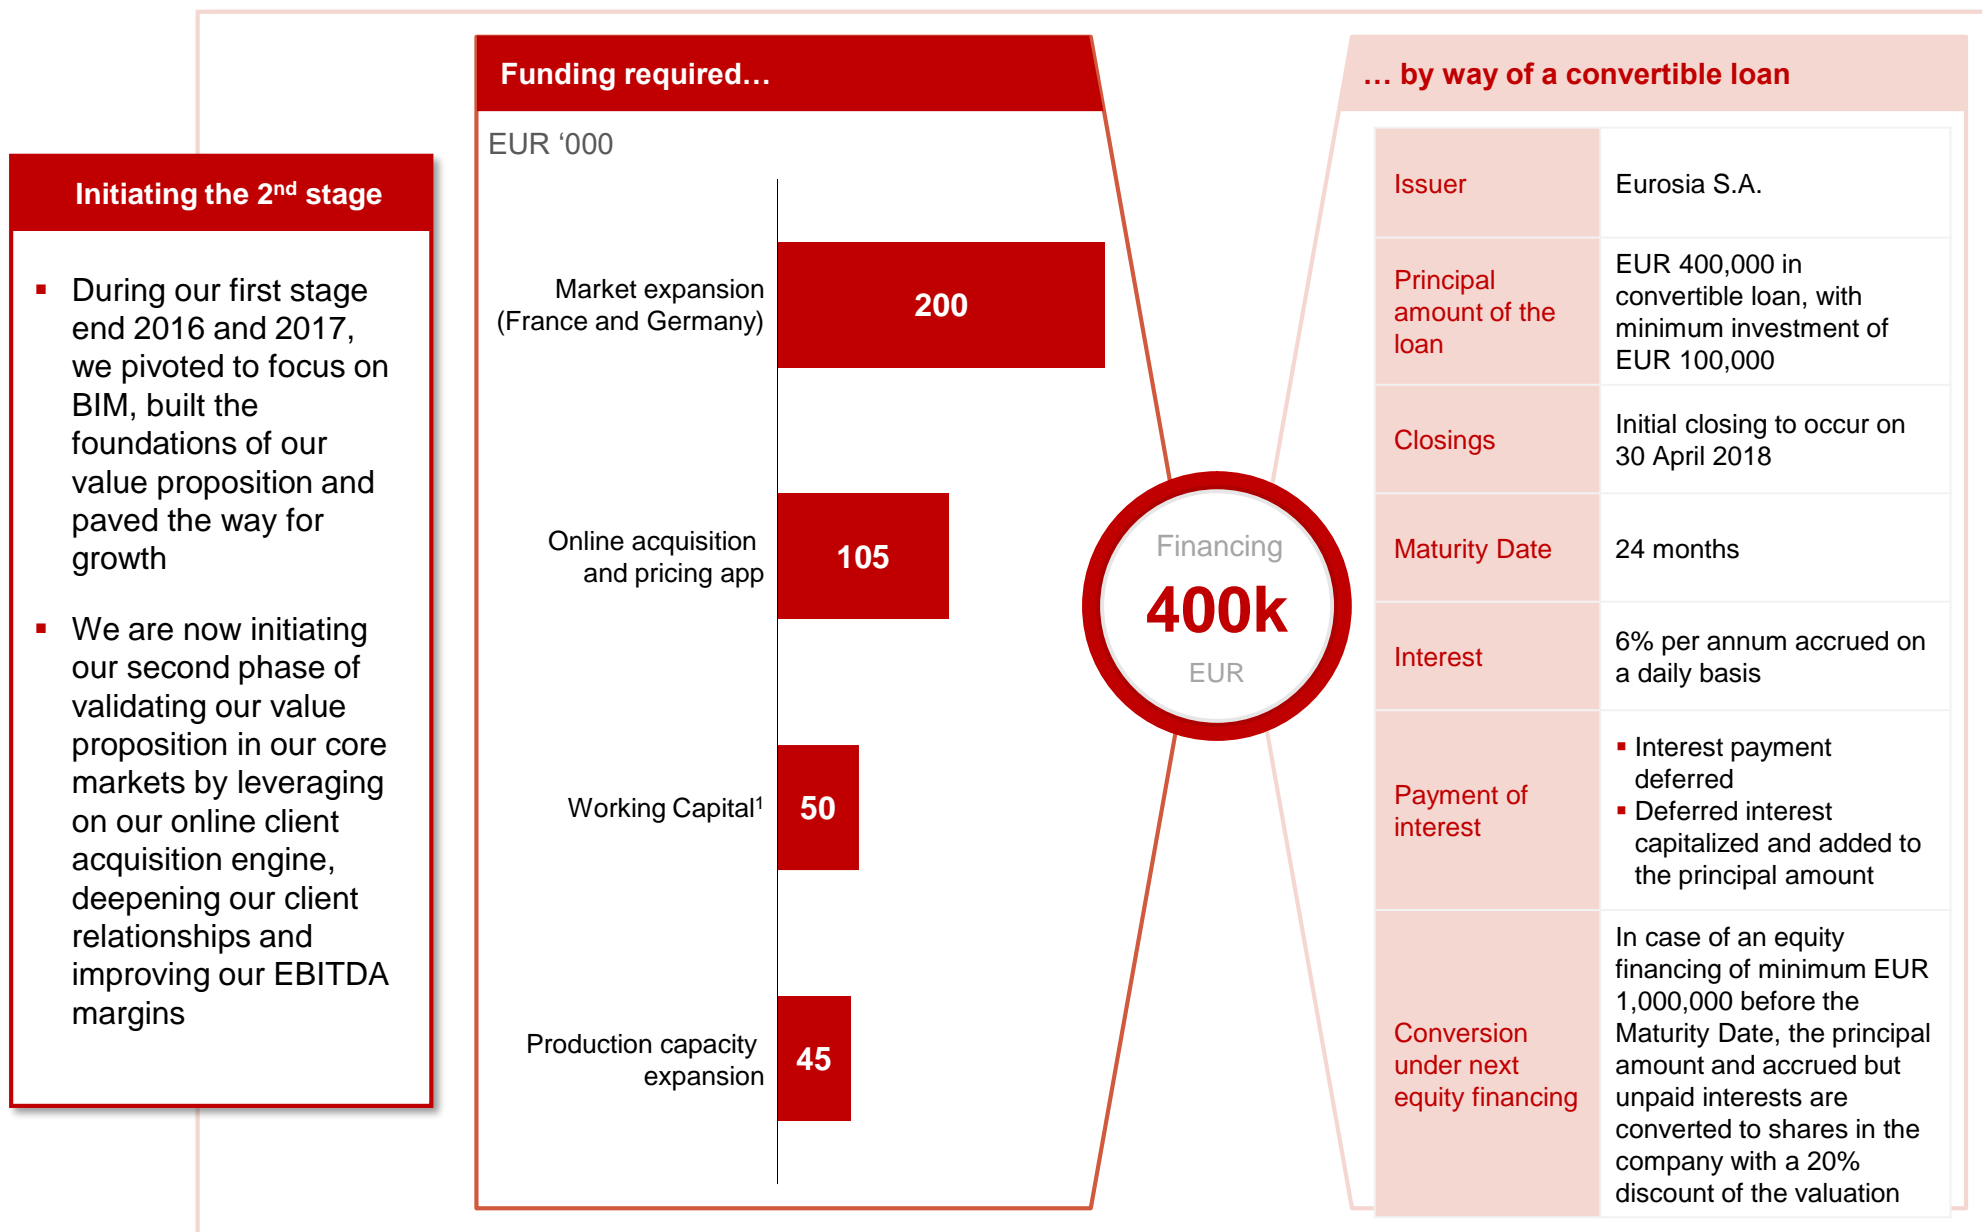 Initiating the 2nd stage
▪ During our first stage
end 2016 and 2017,
we pivoted to focus on
BIM, built the
foundations of our
value proposition and
paved the way for
growth
▪ We are now initiating
our second phase of
validating our value
proposition in our core
markets by leveraging
on our online client
acquisition engine,
deepening our client
relationships and
improving our EBITDA
margins
Funding required…
EUR ‘000
Market expansion
(France and Germany)
200
Online acquisition
and pricing app
105
Working Capital¹
50
Production capacity
expansion
45
Financing
400k
EUR
… by way of a convertible loan
Issuer
Eurosia S.A.
Principal
amount of the
loan
EUR 400,000 in
convertible loan, with
minimum investment of
EUR 100,000
Closings
Initial closing to occur on
30 April 2018
Maturity Date
24 months
Interest
6% per annum accrued on
a daily basis
Payment of
interest
▪ Interest payment
deferred
▪ Deferred interest
capitalized and added to
the principal amount
Conversion
under next
equity financing
In case of an equity
financing of minimum EUR
1,000,000 before the
Maturity Date, the principal
amount and accrued but
unpaid interests are
converted to shares in the
company with a 20%
discount of the valuation